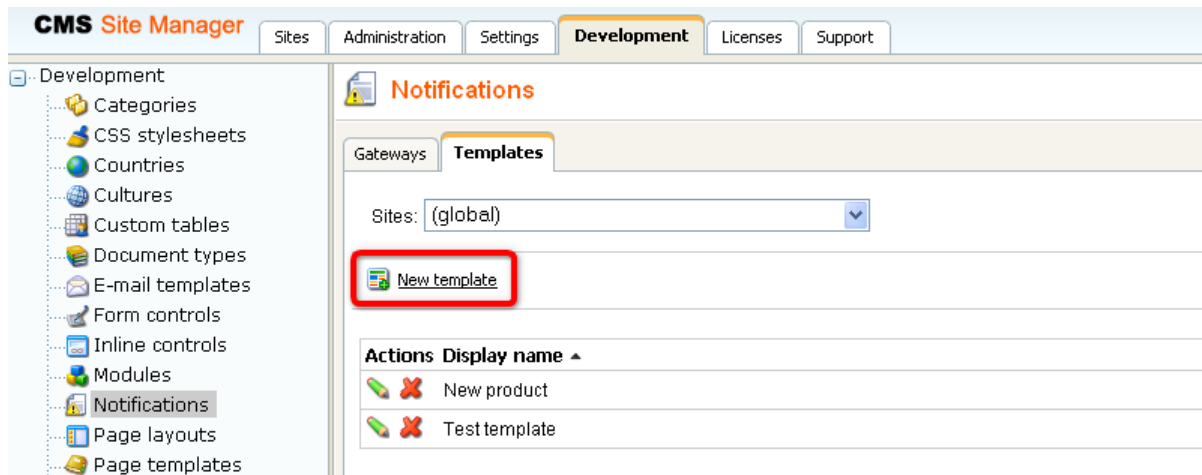 CMS Site Manager
Sites Administration Settings Development Licenses Support
Development
Categories
CSS stylesheets
Countries
Cultures
Custom tables
Document types
E-mail templates
Form controls
Inline controls
Modules
Notifications
Page layouts
Page templates
Notifications
Gateways Templates
Sites: (global)
New template
Actions Display name
New product
Test template